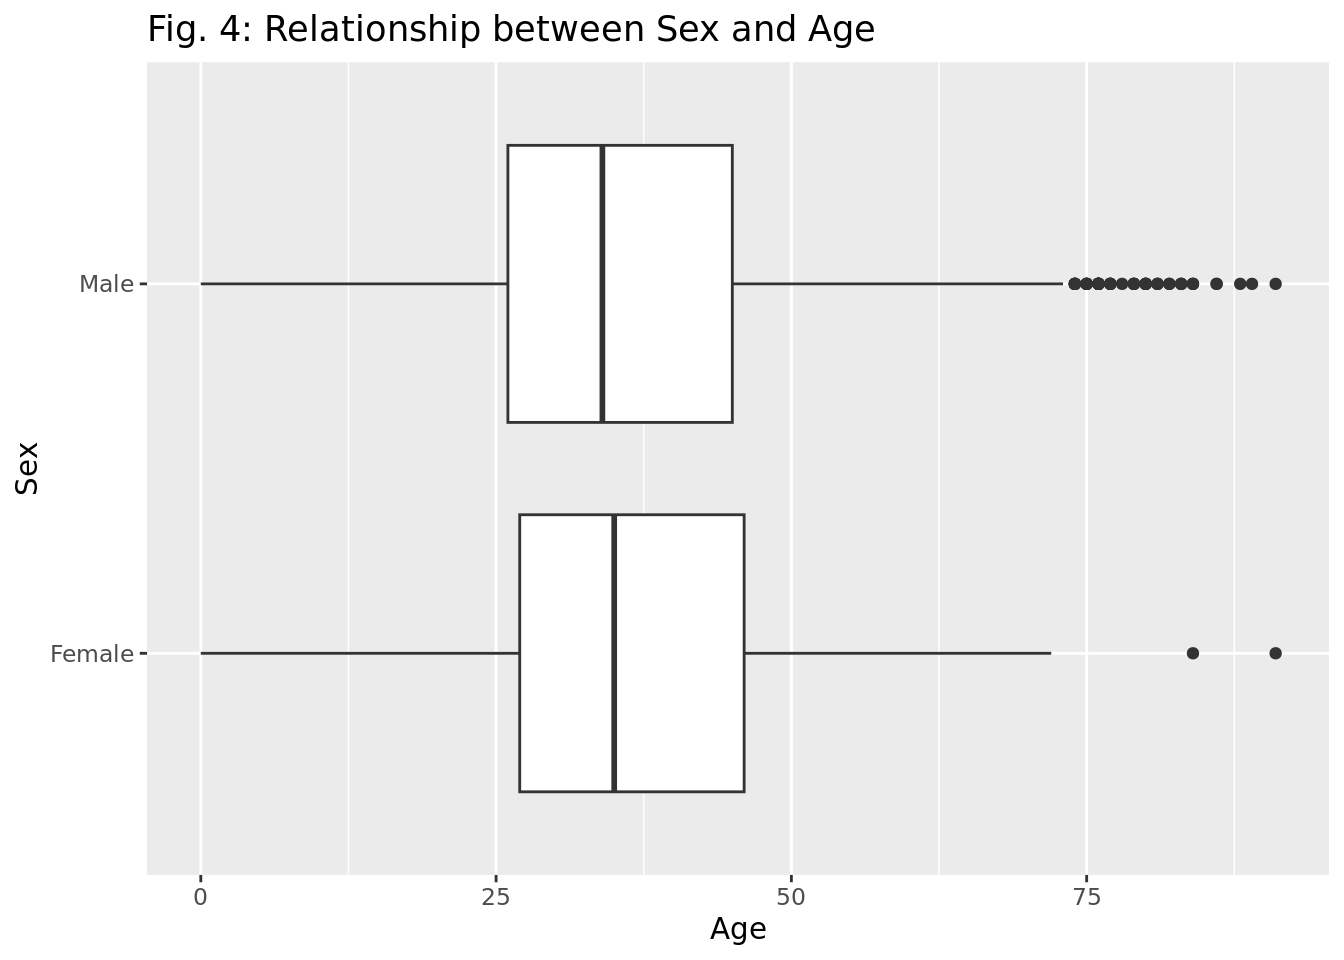 Fig. 4: Relationship between Sex and Age
Male
Female
Sex
0 25 50 75
Age